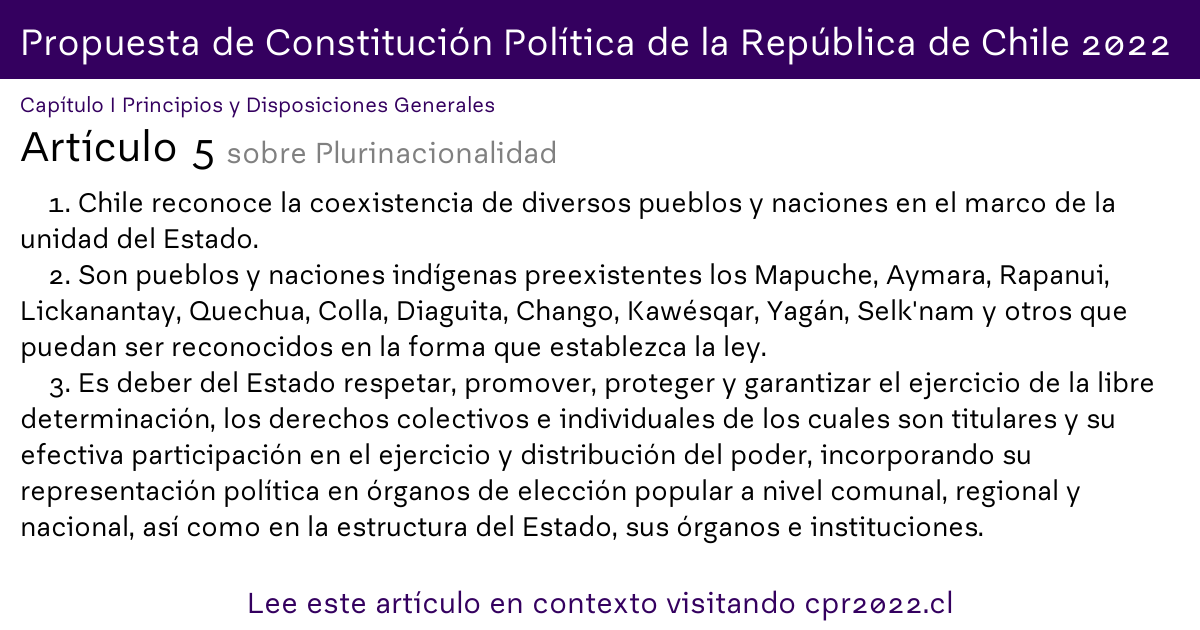 Propuesta de Constitución Política de la República de Chile 2022
Capítulo I Principios y Disposiciones Generales
Artículo 5 sobre Plurinacionalidad
1. Chile reconoce la coexistencia de diversos pueblos y naciones en el marco de la
unidad del Estado.
2. Son pueblos y naciones indígenas preexistentes los Mapuche, Aymara, Rapanui,
Lickanantay, Quechua, Colla, Diaguita, Chango, Kawésqar, Yagán, Selk'nam y otros que
puedan ser reconocidos en la forma que establezca la ley.
3. Es deber del Estado respetar, promover, proteger y garantizar el ejercicio de la libre
determinación, los derechos colectivos e individuales de los cuales son titulares y su
efectiva participación en el ejercicio y distribución del poder, incorporando su
representación política en órganos de elección popular a nivel comunal, regional y
nacional, así como en la estructura del Estado, sus órganos e instituciones.
Lee este artículo en contexto visitando cpr2022.cl